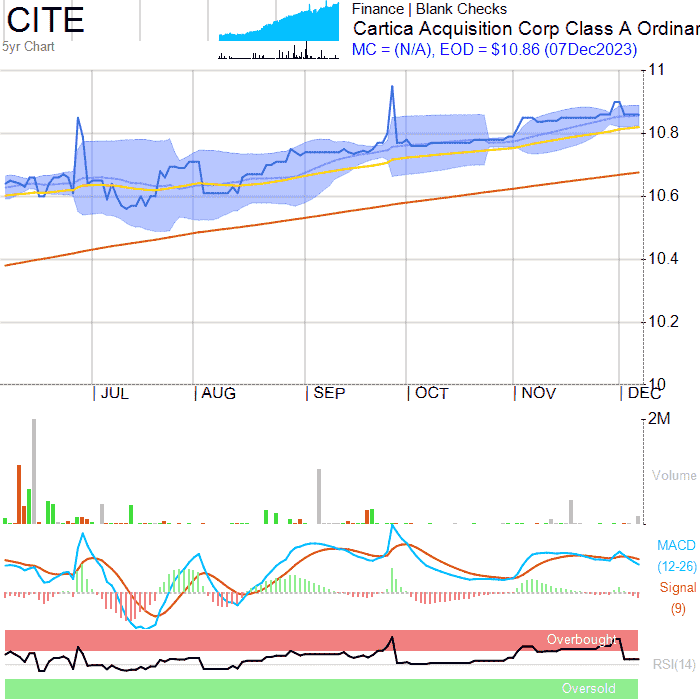 CITE
5yr Chart
Finance | Blank Checks
Cartica Acquisition Corp Class A Ordinar
MC = (N/A), EOD = $10.86 (07Dec2023)
11
10.8
10.6
10.4
10.2
10
JUL AUG SEP OCT NOV DEC
2M
Volume
MACD
(12-26)
Signal
(9)
Overbought
RSI(14)
Oversold